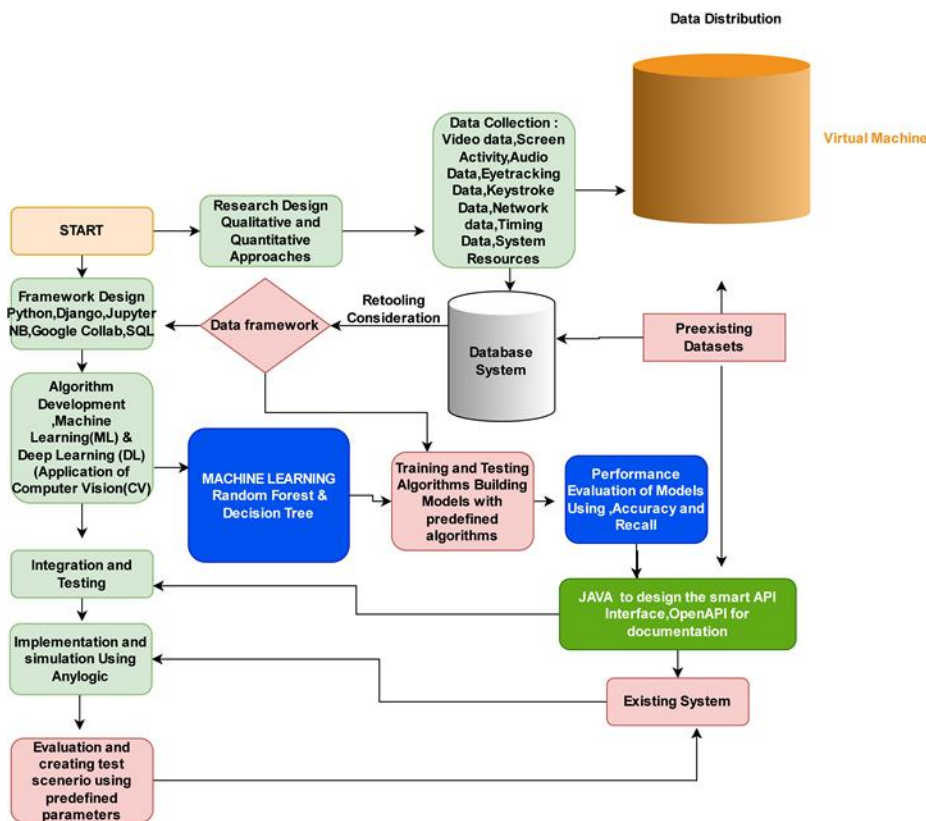 Data Distribution
Virtual Machine
Data Collection :
Video data,Screen
Activity,Audio
Data,Eyetracking
Data,Keystroke
Data,Network
data,Timing
Data,System
Resources
START
Research Design
Qualitative and
Quantitative
Approaches
Framework Design
Python,Django,Jupyter
NB,Google Collab,SQL
Data framework
Retooling
Consideration
Database
System
Preexisting
Datasets
Algorithm
Development
,Machine
Learning(ML) &
Deep Learning (DL)
(Application of
Computer Vision(CV)
MACHINE LEARNING
Random Forest &
Decision Tree
Training and Testing
Algorithms Building
Models with
predefined
algorithms
Performance
Evaluation of Models
Using ,Accuracy and
Recall
Integration and
Testing
JAVA to design the smart API
Interface,OpenAPI for
documentation
Implementation and
simulation Using
Anylogic
Existing System
Evaluation and
creating test
scenerio using
predefined
parameters